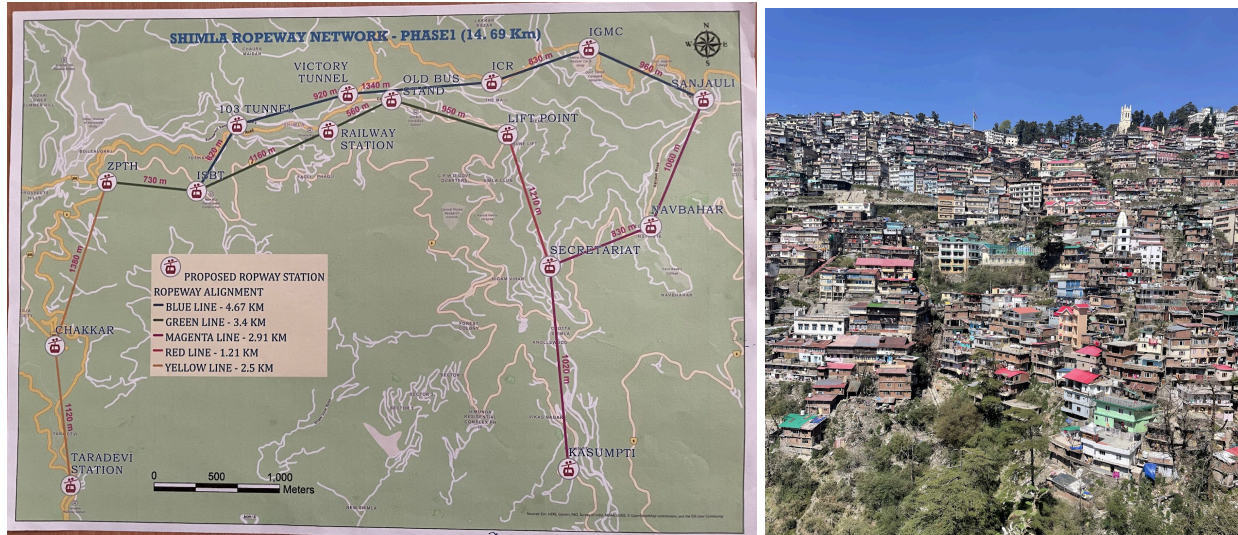 SHIMLA ROPEWAY NETWORK - PHASE1 (14. 69 Km)
N
W E
S
IGMC
830 m
960 m
ICR
SANJAULI
VICTORY
TUNNEL
1340 m
920 m
OLD BUS
STAND
560 m
950 m
103 TUNNEL
820 m
RAILWAY
STATION
LIFT POINT
1160 m
ZPTH
730 m
ISBT
1060 m
1210 m
NAVBAHAR
830 m
SECRETARIAT
1380 m
PROPOSED ROPWAY STATION
ROPEWAY ALIGNMENT
BLUE LINE - 4.67 KM
GREEN LINE - 3.4 KM
MAGENTA LINE - 2.91 KM
RED LINE - 1.21 KM
YELLOW LINE - 2.5 KM
CHAKKAR
1020 m
1120 m
KASUMPTI
TARADEVI
STATION
0 500 1,000
Meters
NEW SHIMLA